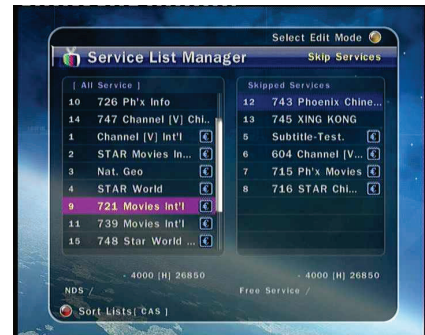 Select Edit Mode
Service List Manager
Skip Services
[ All Service ]
10 726 Ph'x Info
14 747 Channel [V] Chi..
1 Channel [V] Int'l €
2 STAR Movies In... €
3 Nat. Geo €
4 STAR World €
9 721 Movies Int'l €
11 739 Movies Int'l €
15 748 Star World ... €
- 4000 [H] 26850
NDS /
Skipped Services
12 743 Phoenix Chine...
13 745 XING KONG
5 Subtitle-Test. €
6 604 Channel [V... €
7 715 Ph'x Movies €
8 716 STAR Chi... €
- 4000 [H] 26850
Free Service /
Sort Lists[ CAS ]